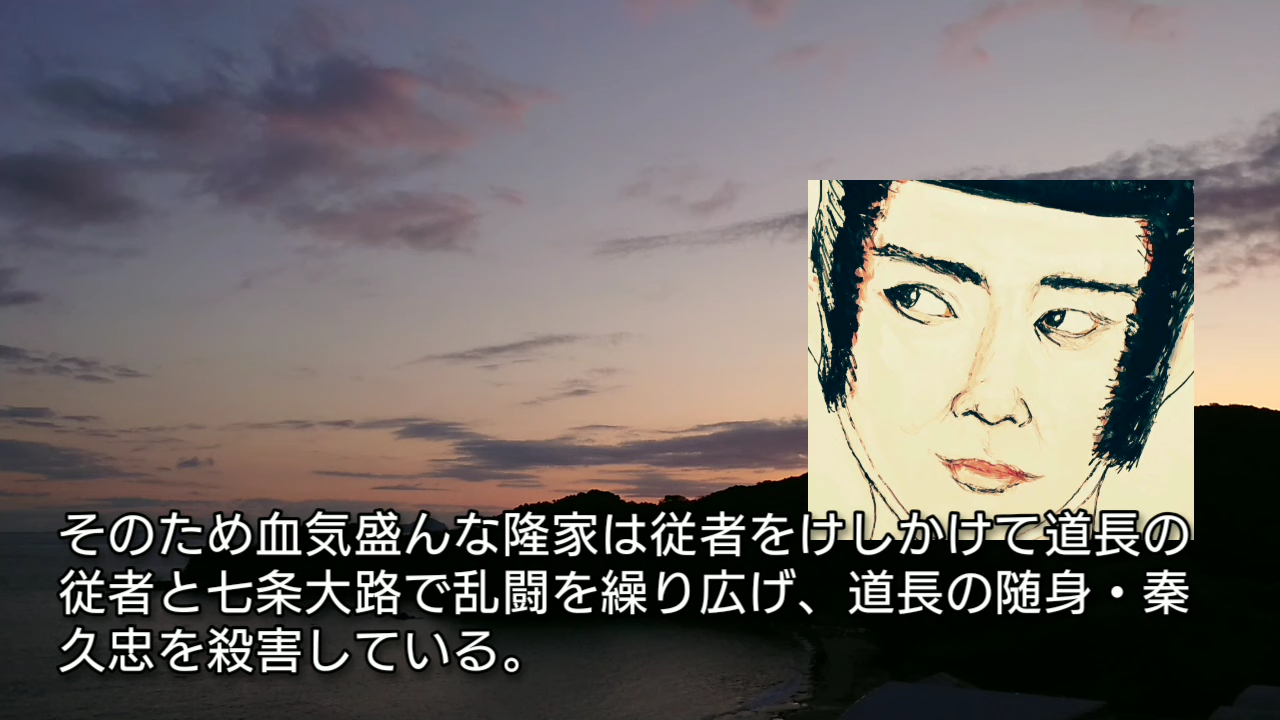 そのため血気盛んな隆家は従者をけしかけて道長の
従者と七条大路で乱闘を繰り広げ、道長の随身・秦
久忠を殺害している。